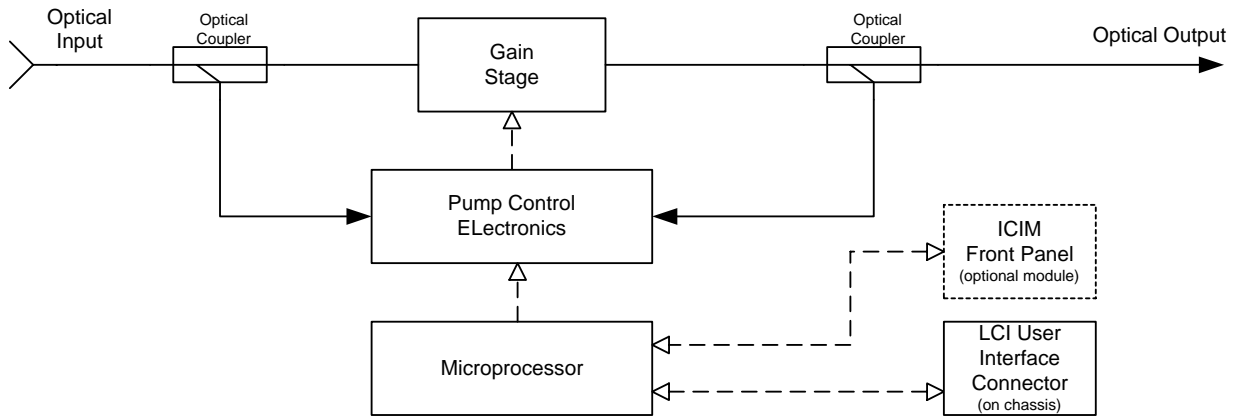 Optical
Input
Optical
Coupler
Gain
Stage
Optical
Coupler
Optical Output
Pump Control
ELectronics
ICIM
Front Panel
(optional module)
Microprocessor
LCI User
Interface
Connector
(on chassis)